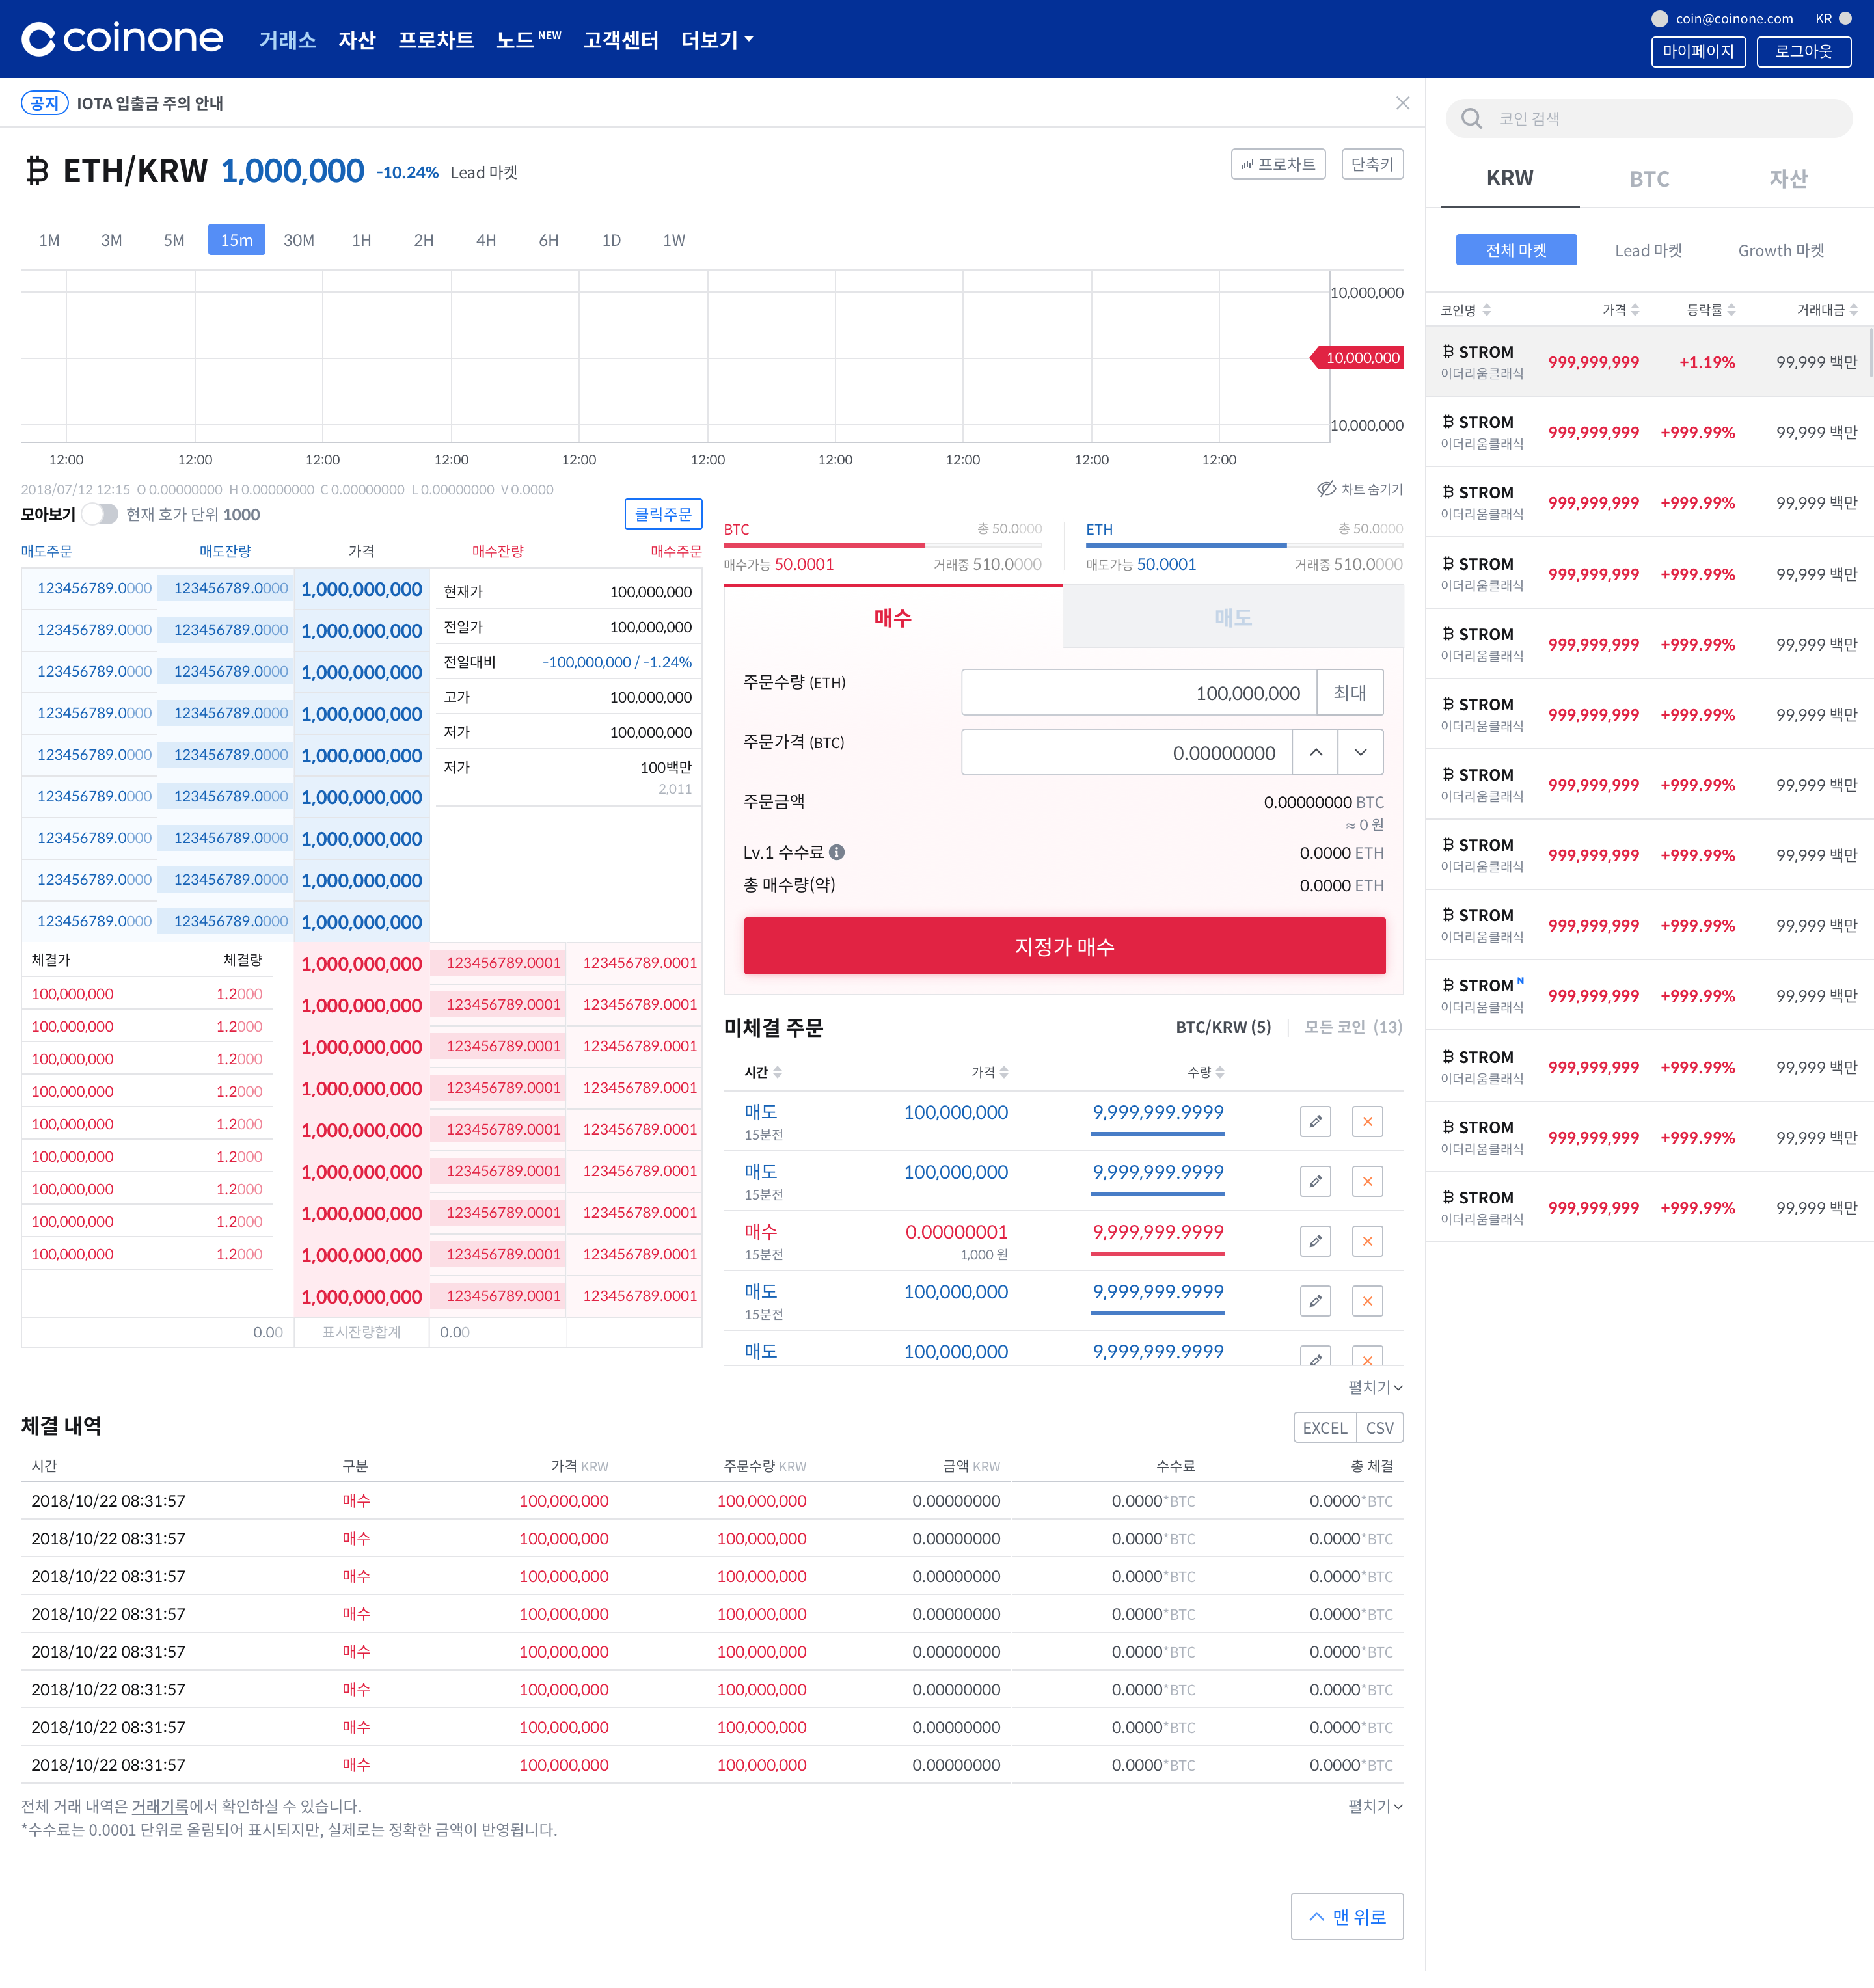 coinone 거래소 자산 프로차트 노드 NEW 고객센터 더보기
coin@coinone.com KR
마이페이지 로그아웃
공지 IOTA 입출금 주의 안내
ETH/KRW 1,000,000 -10.24% Lead 마켓
프로차트 단축키
1M 3M 5M 15m 30M 1H 2H 4H 6H 1D 1W
10,000,000
10,000,000
10,000,000
12:00 12:00 12:00 12:00 12:00 12:00 12:00 12:00 12:00 12:00
2018/07/12 12:15 O 0.00000000 H 0.00000000 C 0.00000000 L 0.00000000 V 0.0000
차트 숨기기
모아보기 현재 호가 단위 1000
클릭주문
매도주문 매도잔량 가격 매수잔량 매수주문
123456789.0000 123456789.0000 1,000,000,000
123456789.0000 123456789.0000 1,000,000,000
123456789.0000 123456789.0000 1,000,000,000
123456789.0000 123456789.0000 1,000,000,000
123456789.0000 123456789.0000 1,000,000,000
123456789.0000 123456789.0000 1,000,000,000
123456789.0000 123456789.0000 1,000,000,000
123456789.0000 123456789.0000 1,000,000,000
123456789.0000 123456789.0000 1,000,000,000
현재가 100,000,000
전일가 100,000,000
전일대비 -100,000,000 / -1.24%
고가 100,000,000
저가 100,000,000
저가 100백만
2,011
체결가 체결량
100,000,000 1.2000
100,000,000 1.2000
100,000,000 1.2000
100,000,000 1.2000
100,000,000 1.2000
100,000,000 1.2000
100,000,000 1.2000
100,000,000 1.2000
100,000,000 1.2000
1,000,000,000 123456789.0001 123456789.0001
1,000,000,000 123456789.0001 123456789.0001
1,000,000,000 123456789.0001 123456789.0001
1,000,000,000 123456789.0001 123456789.0001
1,000,000,000 123456789.0001 123456789.0001
1,000,000,000 123456789.0001 123456789.0001
1,000,000,000 123456789.0001 123456789.0001
1,000,000,000 123456789.0001 123456789.0001
1,000,000,000 123456789.0001 123456789.0001
0.00 표시잔량합계 0.00
BTC 총 50.0000
매수가능 50.0001 거래중 510.0000
ETH 총 50.0000
매도가능 50.0001 거래중 510.0000
매수 매도
주문수량 (ETH) 100,000,000 최대
주문가격 (BTC) 0.00000000
주문금액 0.00000000 BTC
≈ 0 원
Lv.1 수수료 0.0000 ETH
총 매수량(약) 0.0000 ETH
지정가 매수
미체결 주문 BTC/KRW (5) 모든 코인 (13)
시간 가격 수량
매도 100,000,000 9,999,999.9999
15분전
매도 100,000,000 9,999,999.9999
15분전
매수 0.00000001 9,999,999.9999
15분전 1,000 원
매도 100,000,000 9,999,999.9999
15분전
매도 100,000,000 9,999,999.9999
펼치기
체결 내역 EXCEL CSV
시간 구분 가격 KRW 주문수량 KRW 금액 KRW 수수료 총 체결
2018/10/22 08:31:57 매수 100,000,000 100,000,000 0.00000000 0.0000*BTC 0.0000*BTC
2018/10/22 08:31:57 매수 100,000,000 100,000,000 0.00000000 0.0000*BTC 0.0000*BTC
2018/10/22 08:31:57 매수 100,000,000 100,000,000 0.00000000 0.0000*BTC 0.0000*BTC
2018/10/22 08:31:57 매수 100,000,000 100,000,000 0.00000000 0.0000*BTC 0.0000*BTC
2018/10/22 08:31:57 매수 100,000,000 100,000,000 0.00000000 0.0000*BTC 0.0000*BTC
2018/10/22 08:31:57 매수 100,000,000 100,000,000 0.00000000 0.0000*BTC 0.0000*BTC
2018/10/22 08:31:57 매수 100,000,000 100,000,000 0.00000000 0.0000*BTC 0.0000*BTC
2018/10/22 08:31:57 매수 100,000,000 100,000,000 0.00000000 0.0000*BTC 0.0000*BTC
전체 거래 내역은 거래기록에서 확인하실 수 있습니다. 펼치기
*수수료는 0.0001 단위로 올림되어 표시되지만, 실제로는 정확한 금액이 반영됩니다.
맨 위로
코인 검색
KRW BTC 자산
전체 마켓 Lead 마켓 Growth 마켓
코인명 가격 등락률 거래대금
STROM 999,999,999 +1.19% 99,999 백만
이더리움클래식
STROM 999,999,999 +999.99% 99,999 백만
이더리움클래식
STROM 999,999,999 +999.99% 99,999 백만
이더리움클래식
STROM 999,999,999 +999.99% 99,999 백만
이더리움클래식
STROM 999,999,999 +999.99% 99,999 백만
이더리움클래식
STROM 999,999,999 +999.99% 99,999 백만
이더리움클래식
STROM 999,999,999 +999.99% 99,999 백만
이더리움클래식
STROM 999,999,999 +999.99% 99,999 백만
이더리움클래식
STROM 999,999,999 +999.99% 99,999 백만
이더리움클래식
STROM N 999,999,999 +999.99% 99,999 백만
이더리움클래식
STROM 999,999,999 +999.99% 99,999 백만
이더리움클래식
STROM 999,999,999 +999.99% 99,999 백만
이더리움클래식
STROM 999,999,999 +999.99% 99,999 백만
이더리움클래식